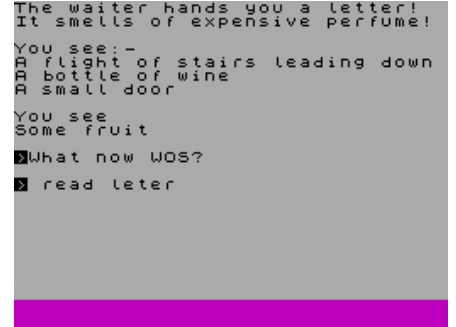 The waiter hands you a letter!
It smells of expensive perfume!
You see:-
A flight of stairs leading down
A bottle of wine
A small door
You see
Some fruit
>What now WOS?
> read leter